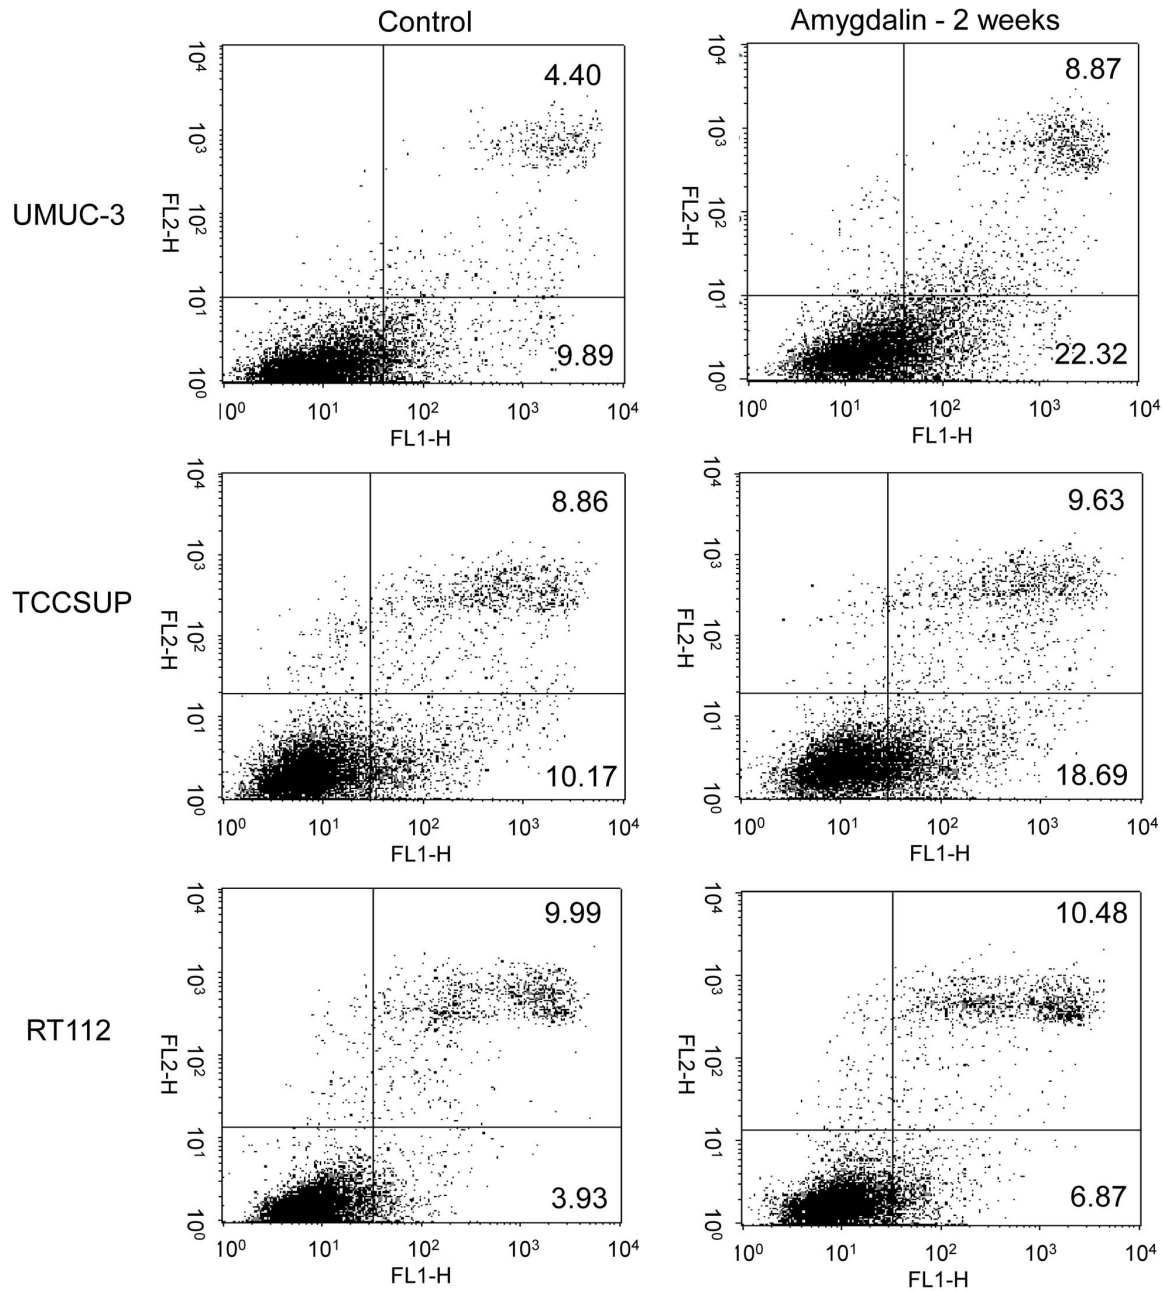 Control
Amygdalin - 2 weeks
UMUC-3
10⁴
10³
10²
10¹
10⁰
FL2-H
4.40
9.89
10⁰ 10¹ 10² 10³ 10⁴
FL1-H
10⁴
10³
10²
10¹
10⁰
FL2-H
8.87
22.32
10⁰ 10¹ 10² 10³ 10⁴
FL1-H
TCCSUP
10⁴
10³
10²
10¹
10⁰
FL2-H
8.86
10.17
10⁰ 10¹ 10² 10³ 10⁴
FL1-H
10⁴
10³
10²
10¹
10⁰
FL2-H
9.63
18.69
10⁰ 10¹ 10² 10³ 10⁴
FL1-H
RT112
10⁴
10³
10²
10¹
10⁰
FL2-H
9.99
3.93
10⁰ 10¹ 10² 10³ 10⁴
FL1-H
10⁴
10³
10²
10¹
10⁰
FL2-H
10.48
6.87
10⁰ 10¹ 10² 10³ 10⁴
FL1-H